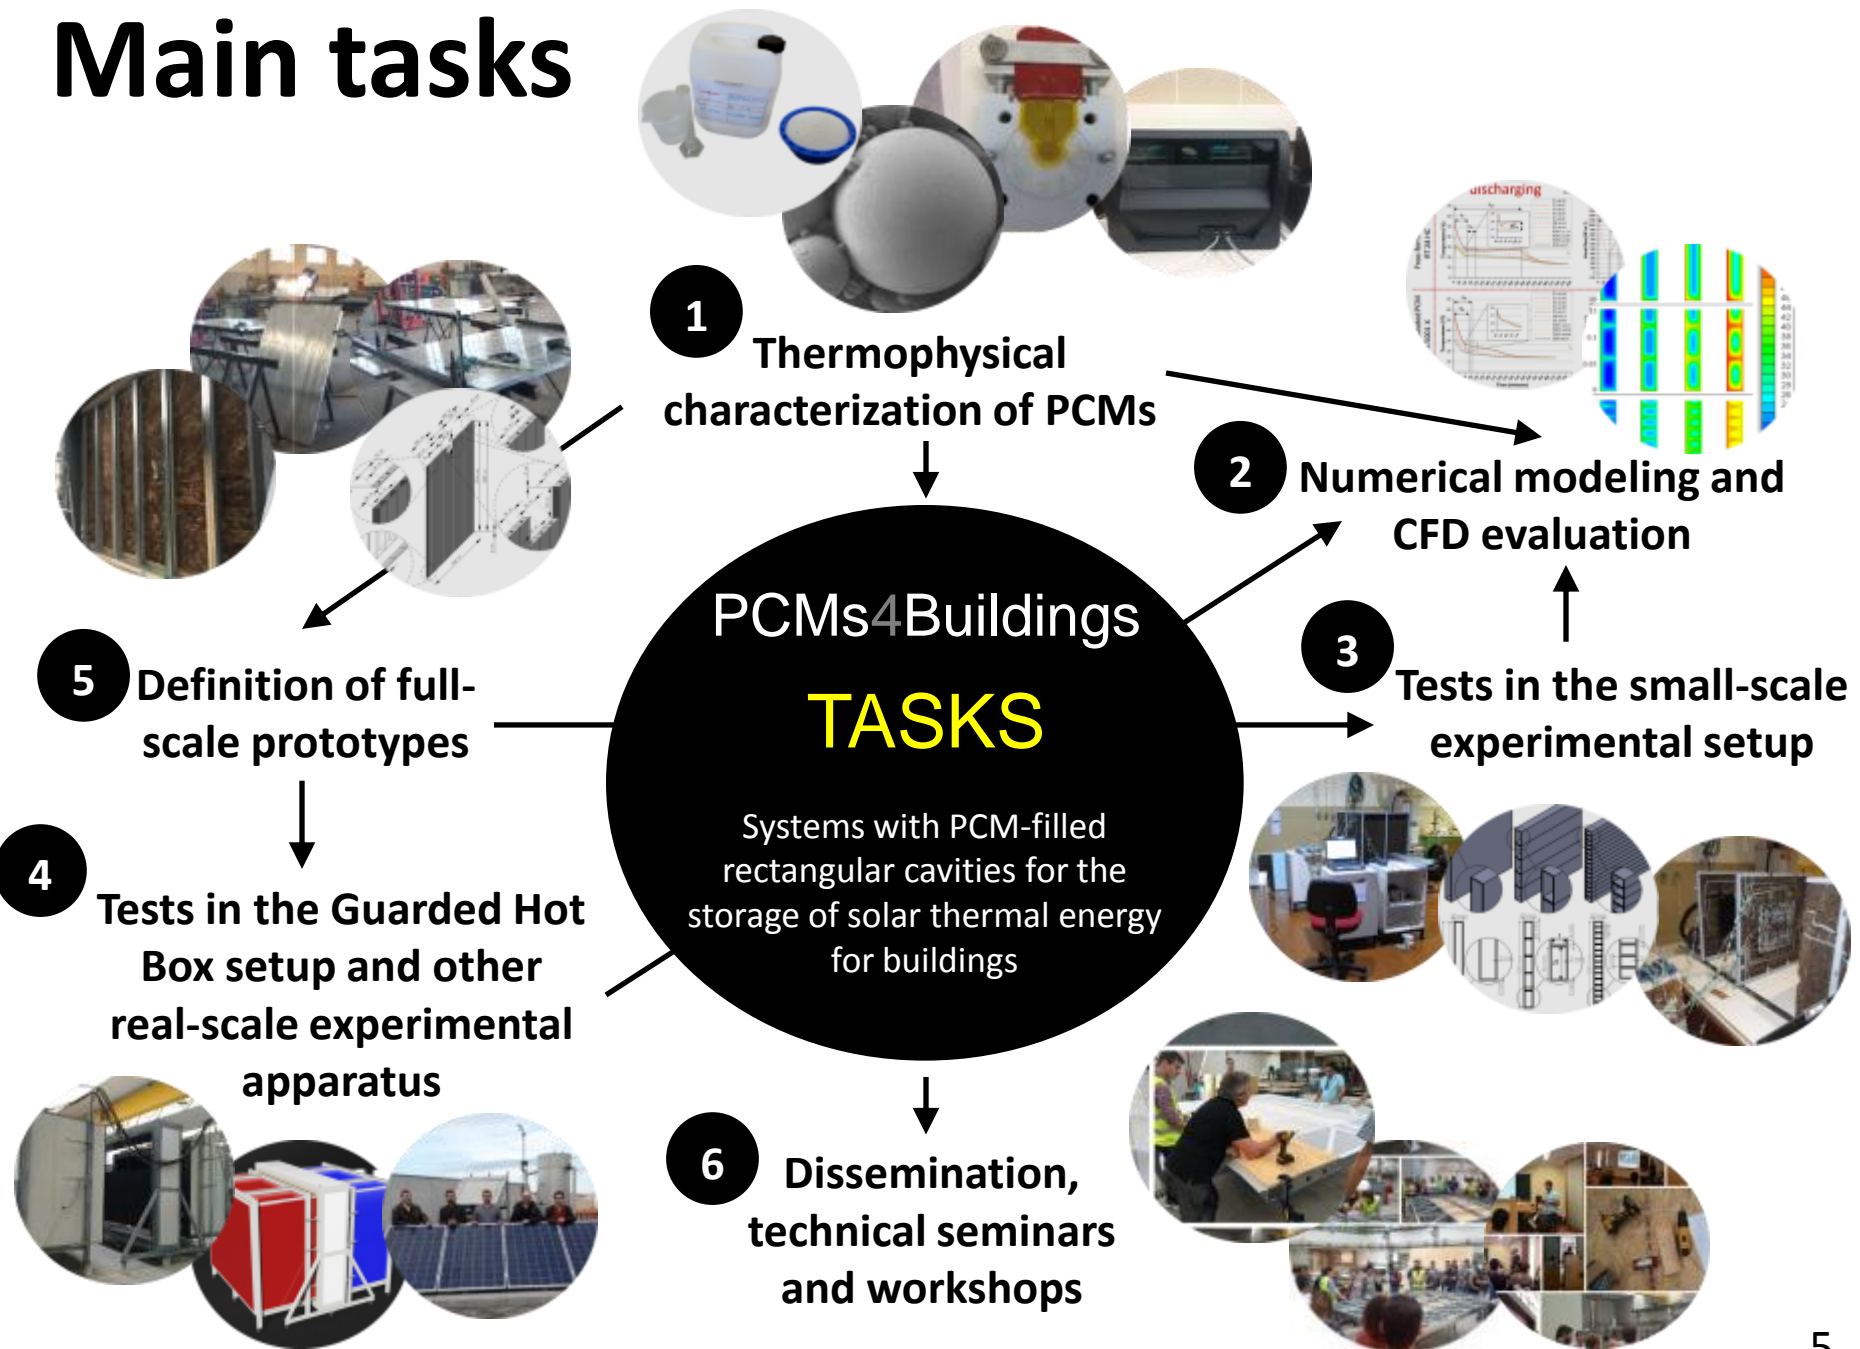 Main tasks
discharging
1
Thermophysical
characterization of PCMs
2
Numerical modeling and
CFD evaluation
3
Tests in the small-scale
experimental setup
5
Definition of full-
scale prototypes
4
Tests in the Guarded Hot
Box setup and other
real-scale experimental
apparatus
PCMs4Buildings
TASKS
Systems with PCM-filled
rectangular cavities for the
storage of solar thermal energy
for buildings
6
Dissemination,
technical seminars
and workshops
5